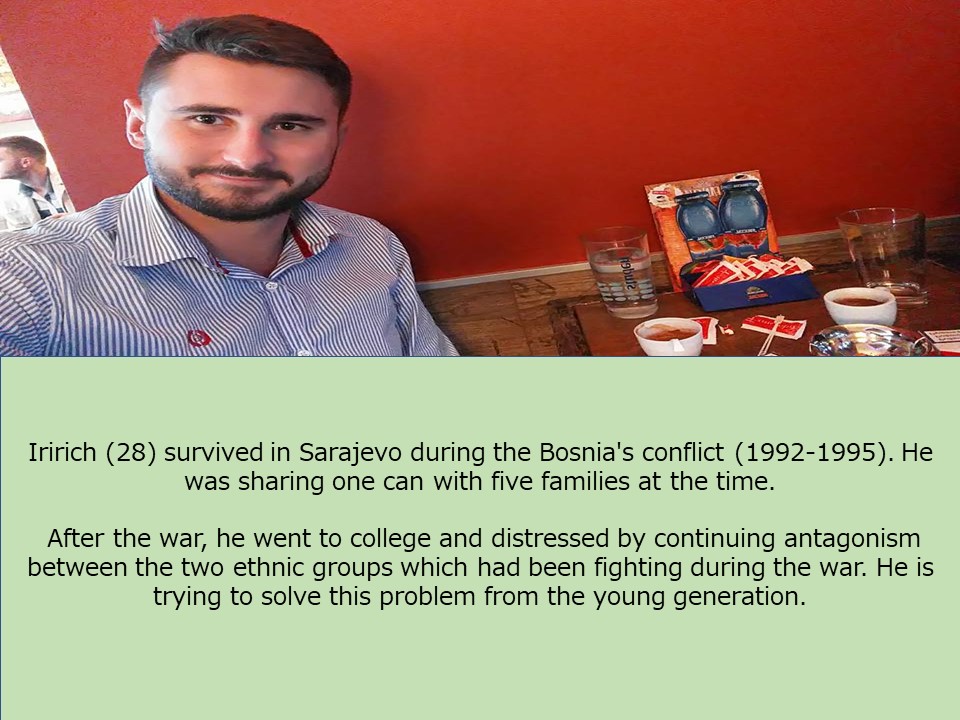 Iririch (28) survived in Sarajevo during the Bosnia's conflict (1992-1995). He
was sharing one can with five families at the time.
After the war, he went to college and distressed by continuing antagonism
between the two ethnic groups which had been fighting during the war. He is
trying to solve this problem from the young generation.